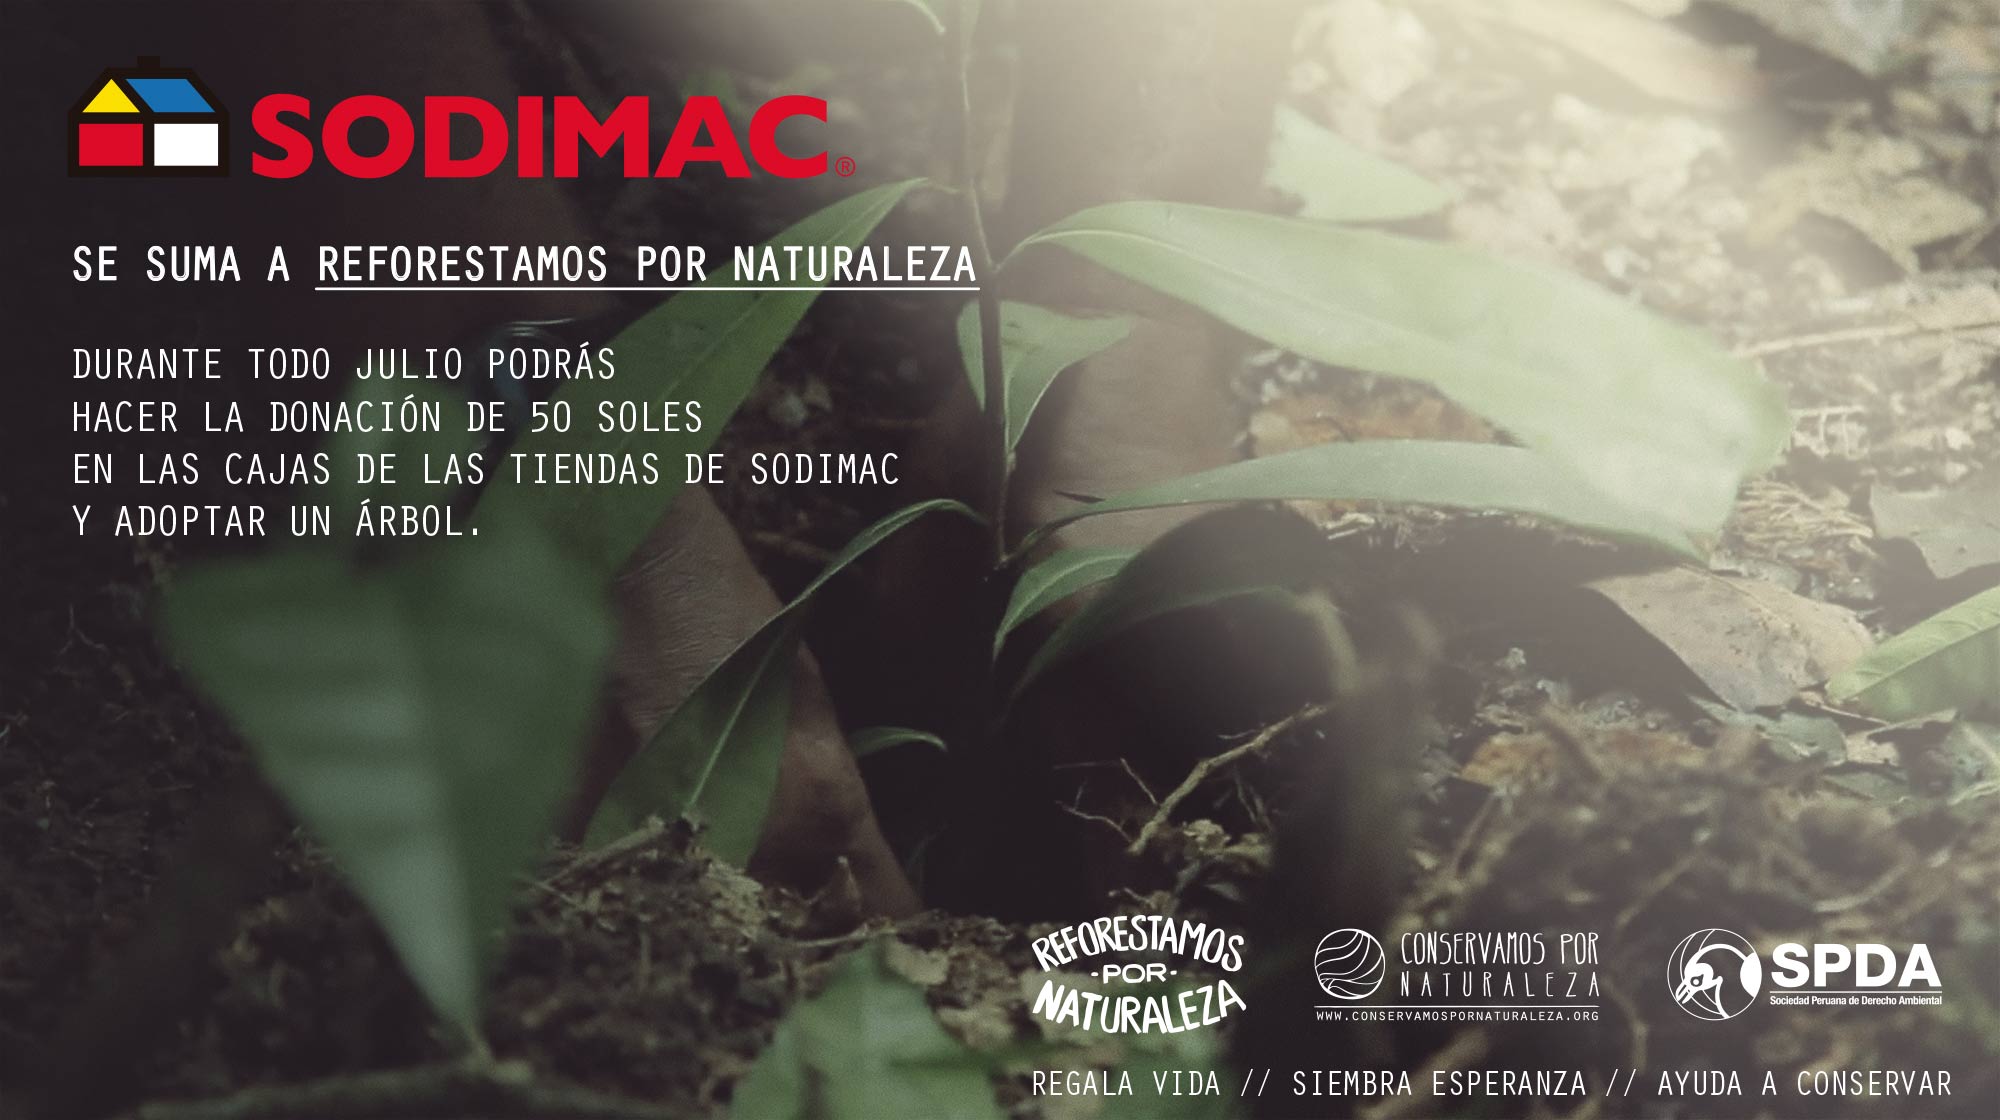 SODIMAC®
SE SUMA A REFORESTAMOS POR NATURALEZA
DURANTE TODO JULIO PODRÁS
HACER LA DONACIÓN DE 50 SOLES
EN LAS CAJAS DE LAS TIENDAS DE SODIMAC
Y ADOPTAR UN ÁRBOL.
REFORESTAMOS
-POR-
NATURALEZA
CONSERVAMOS POR
NATURALEZA
WWW.CONSERVAMOSPORNATURALEZA.ORG
SPDA
Sociedad Peruana de Derecho Ambiental
REGALA VIDA // SIEMBRA ESPERANZA // AYUDA A CONSERVAR